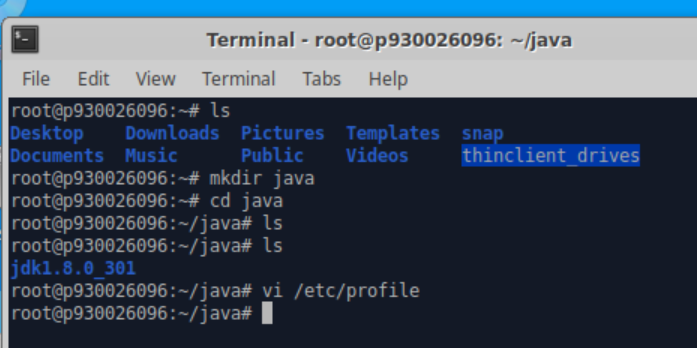 Terminal - root@p930026096: ~/java
File Edit View Terminal Tabs Help
root@p930026096:~# ls
Desktop Downloads Pictures Templates snap
Documents Music Public Videos thinclient_drives
root@p930026096:~# mkdir java
root@p930026096:~# cd java
root@p930026096:~/java# ls
root@p930026096:~/java# ls
jdk1.8.0_301
root@p930026096:~/java# vi /etc/profile
root@p930026096:~/java#